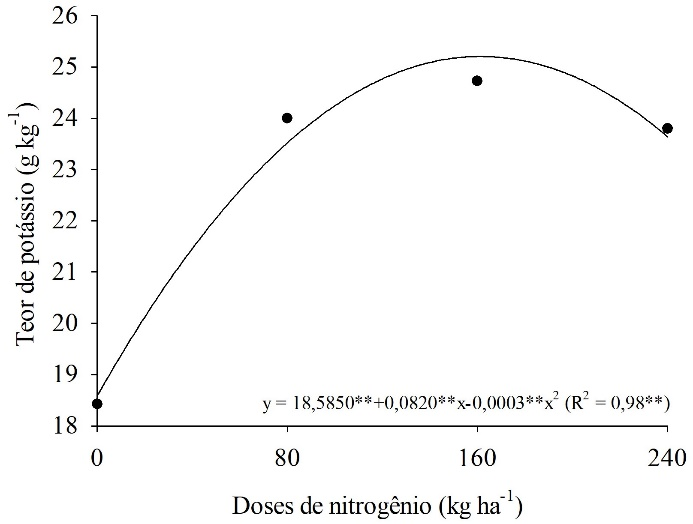 26
25
24
23
22
21
20
19
18
Teor de potássio (g kg⁻¹)
y = 18,5850**+0,0820**x-0,0003**x² (R² = 0,98**)
0 80 160 240
Doses de nitrogênio (kg ha⁻¹)